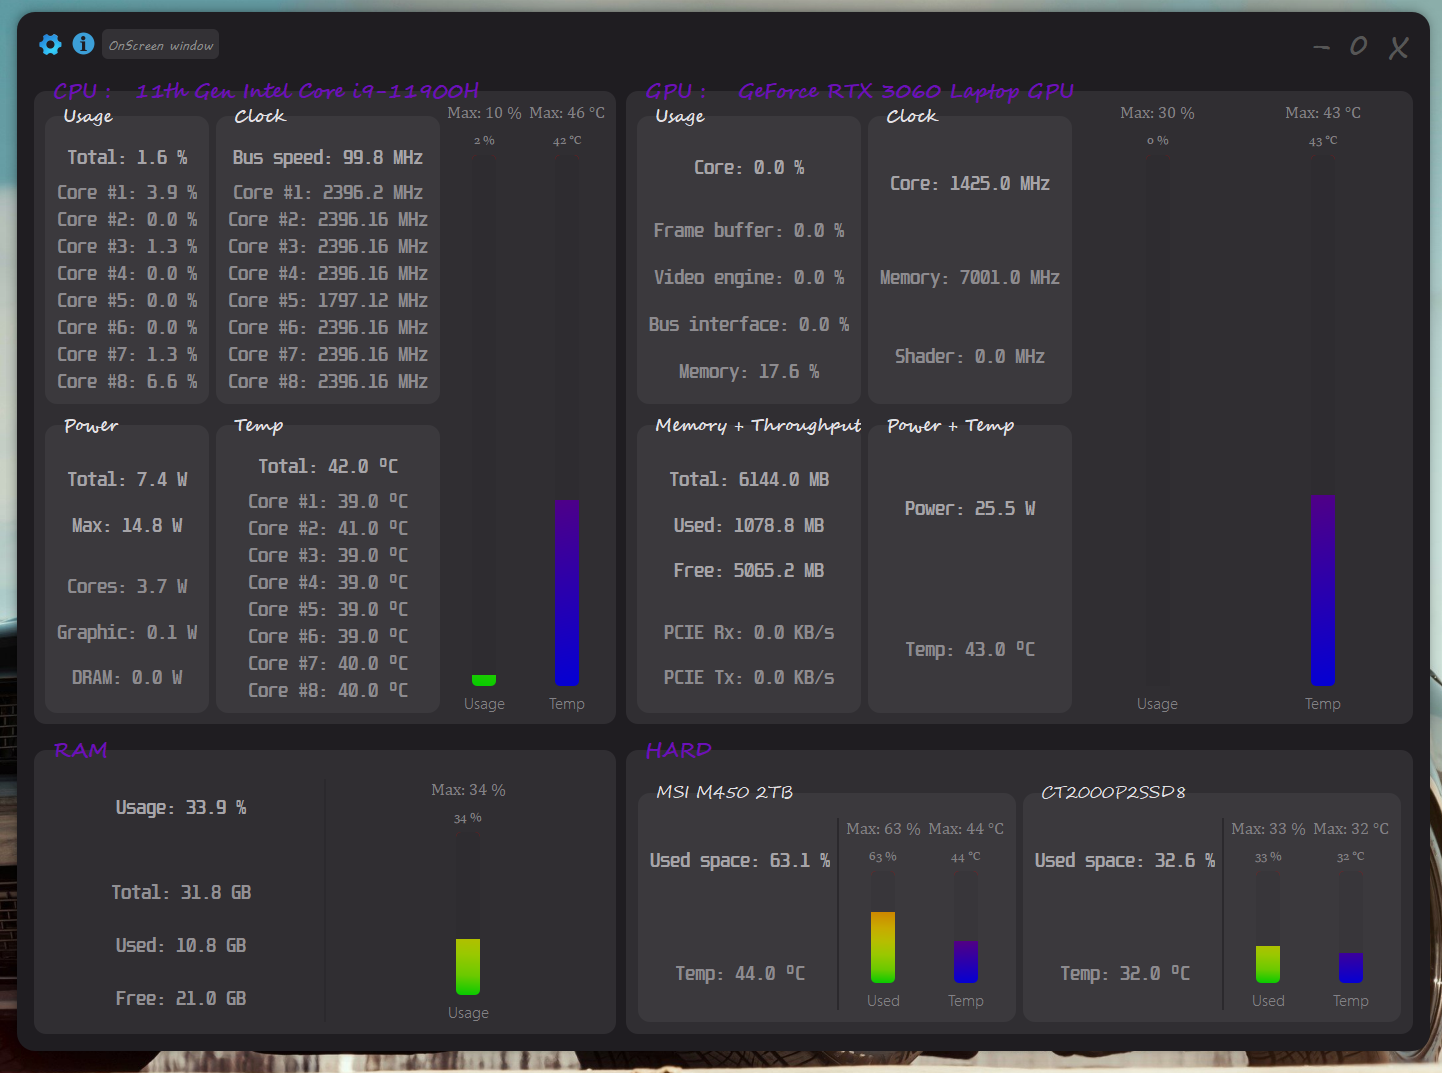 OnScreen window
– O X
CPU : 11th Gen Intel Core i9-11900H
Usage
Total: 1.6 %
Core #1: 3.9 %
Core #2: 0.0 %
Core #3: 1.3 %
Core #4: 0.0 %
Core #5: 0.0 %
Core #6: 0.0 %
Core #7: 1.3 %
Core #8: 6.6 %
Clock
Bus speed: 99.8 MHz
Core #1: 2396.2 MHz
Core #2: 2396.16 MHz
Core #3: 2396.16 MHz
Core #4: 2396.16 MHz
Core #5: 1797.12 MHz
Core #6: 2396.16 MHz
Core #7: 2396.16 MHz
Core #8: 2396.16 MHz
Power
Total: 7.4 W
Max: 14.8 W
Cores: 3.7 W
Graphic: 0.1 W
DRAM: 0.0 W
Temp
Total: 42.0 ºC
Core #1: 39.0 ºC
Core #2: 41.0 ºC
Core #3: 39.0 ºC
Core #4: 39.0 ºC
Core #5: 39.0 ºC
Core #6: 39.0 ºC
Core #7: 40.0 ºC
Core #8: 40.0 ºC
Max: 10 % Max: 46 °C
2 % 42 °C
Usage Temp
GPU : GeForce RTX 3060 Laptop GPU
Usage
Core: 0.0 %
Frame buffer: 0.0 %
Video engine: 0.0 %
Bus interface: 0.0 %
Memory: 17.6 %
Clock
Core: 1425.0 MHz
Memory: 7001.0 MHz
Shader: 0.0 MHz
Memory + Throughput
Total: 6144.0 MB
Used: 1078.8 MB
Free: 5065.2 MB
PCIE Rx: 0.0 KB/s
PCIE Tx: 0.0 KB/s
Power + Temp
Power: 25.5 W
Temp: 43.0 ºC
Max: 30 % Max: 43 °C
0 % 43 °C
Usage Temp
RAM
Usage: 33.9 %
Total: 31.8 GB
Used: 10.8 GB
Free: 21.0 GB
Max: 34 %
34 %
Usage
HARD
MSI M450 2TB
Used space: 63.1 %
Temp: 44.0 ºC
Max: 63 % Max: 44 °C
63 % 44 °C
Used Temp
CT2000P2SSD8
Used space: 32.6 %
Temp: 32.0 ºC
Max: 33 % Max: 32 °C
33 % 32 °C
Used Temp